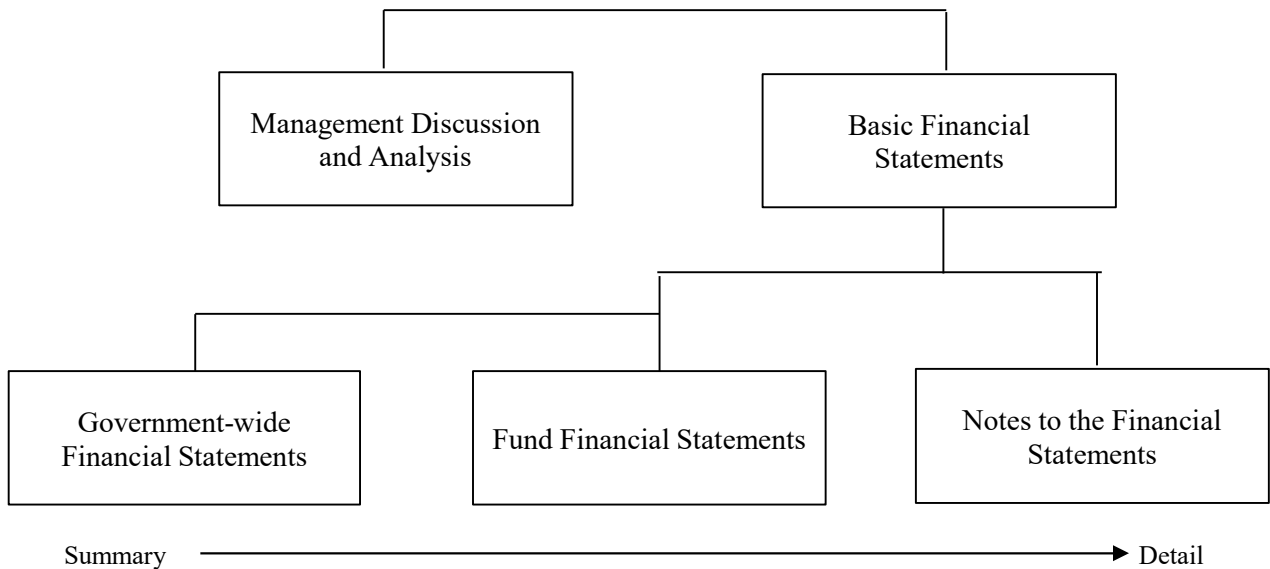 Management Discussion
and Analysis
Basic Financial
Statements
Government-wide
Financial Statements
Fund Financial Statements
Notes to the Financial
Statements
Summary
Detail